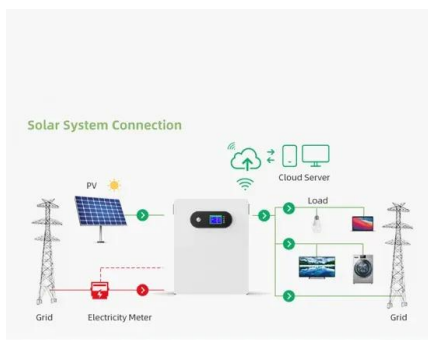 Solar System Connection
Cloud Server
PV
Load
Grid
Electricity Meter
Grid